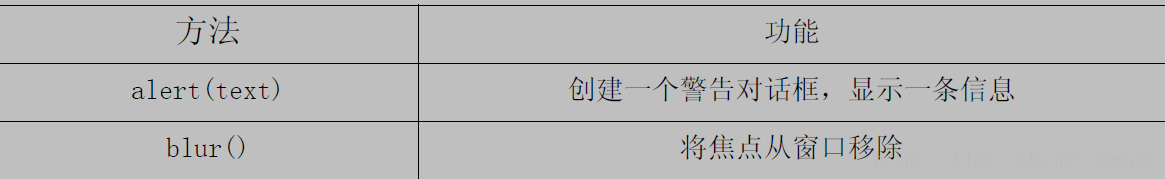 方法 功能
alert(text) 创建一个警告对话框，显示一条信息
blur() 将焦点从窗口移除